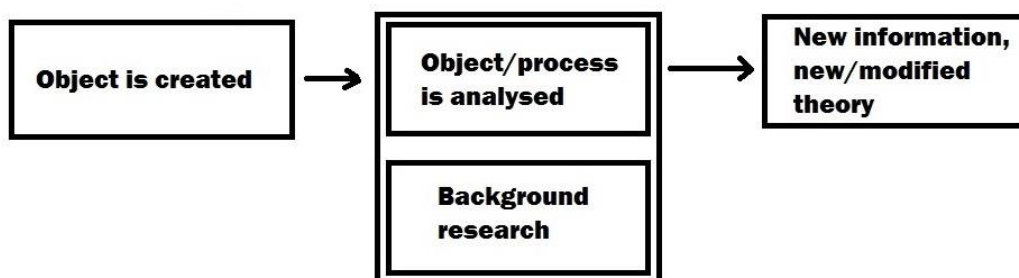 Object is created
Object/process
is analysed
Background
research
New information,
new/modified
theory